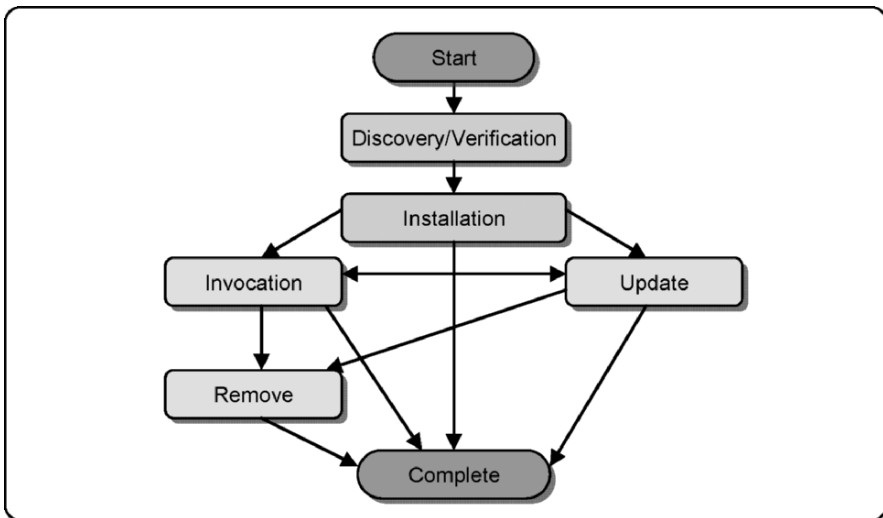 Start
Discovery/Verification
Installation
Invocation
Update
Remove
Complete